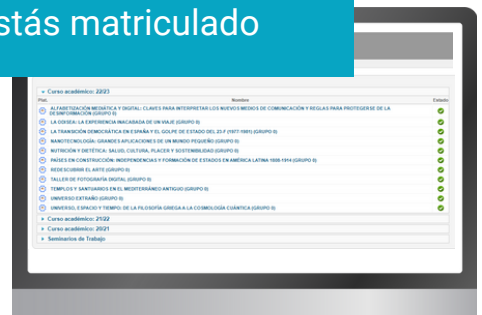 stás matriculado
Curso académico: 22/23
Plat. Nombre Estado
ALFABETIZACIÓN MEDIÁTICA Y DIGITAL: CLAVES PARA INTERPRETAR LOS NUEVOS MEDIOS DE COMUNICACIÓN Y REGLAS PARA PROTEGERSE DE LA
DESINFORMACIÓN (GRUPO 0)
LA ODISEA: LA EXPERIENCIA INACABADA DE UN VIAJE (GRUPO 0)
LA TRANSICIÓN DEMOCRÁTICA EN ESPAÑA Y EL GOLPE DE ESTADO DEL 23-F (1977-1981) (GRUPO 0)
NANOTECNOLOGÍA: GRANDES APLICACIONES DE UN MUNDO PEQUEÑO (GRUPO 0)
NUTRICIÓN Y DIETÉTICA: SALUD, CULTURA, PLACER Y SOSTENIBILIDAD (GRUPO 0)
PAÍSES EN CONSTRUCCIÓN: INDEPENDENCIAS Y FORMACIÓN DE ESTADOS EN AMÉRICA LATINA 1808-1914 (GRUPO 0)
REDESCUBRIR EL ARTE (GRUPO 0)
TALLER DE FOTOGRAFÍA DIGITAL (GRUPO 0)
TEMPLOS Y SANTUARIOS EN EL MEDITERRÁNEO ANTIGUO (GRUPO 0)
UNIVERSO EXTRAÑO (GRUPO 0)
UNIVERSO, ESPACIO Y TIEMPO: DE LA FILOSOFÍA GRIEGA A LA COSMOLOGÍA CUÁNTICA (GRUPO 0)
Curso académico: 21/22
Curso académico: 20/21
Seminarios de Trabajo